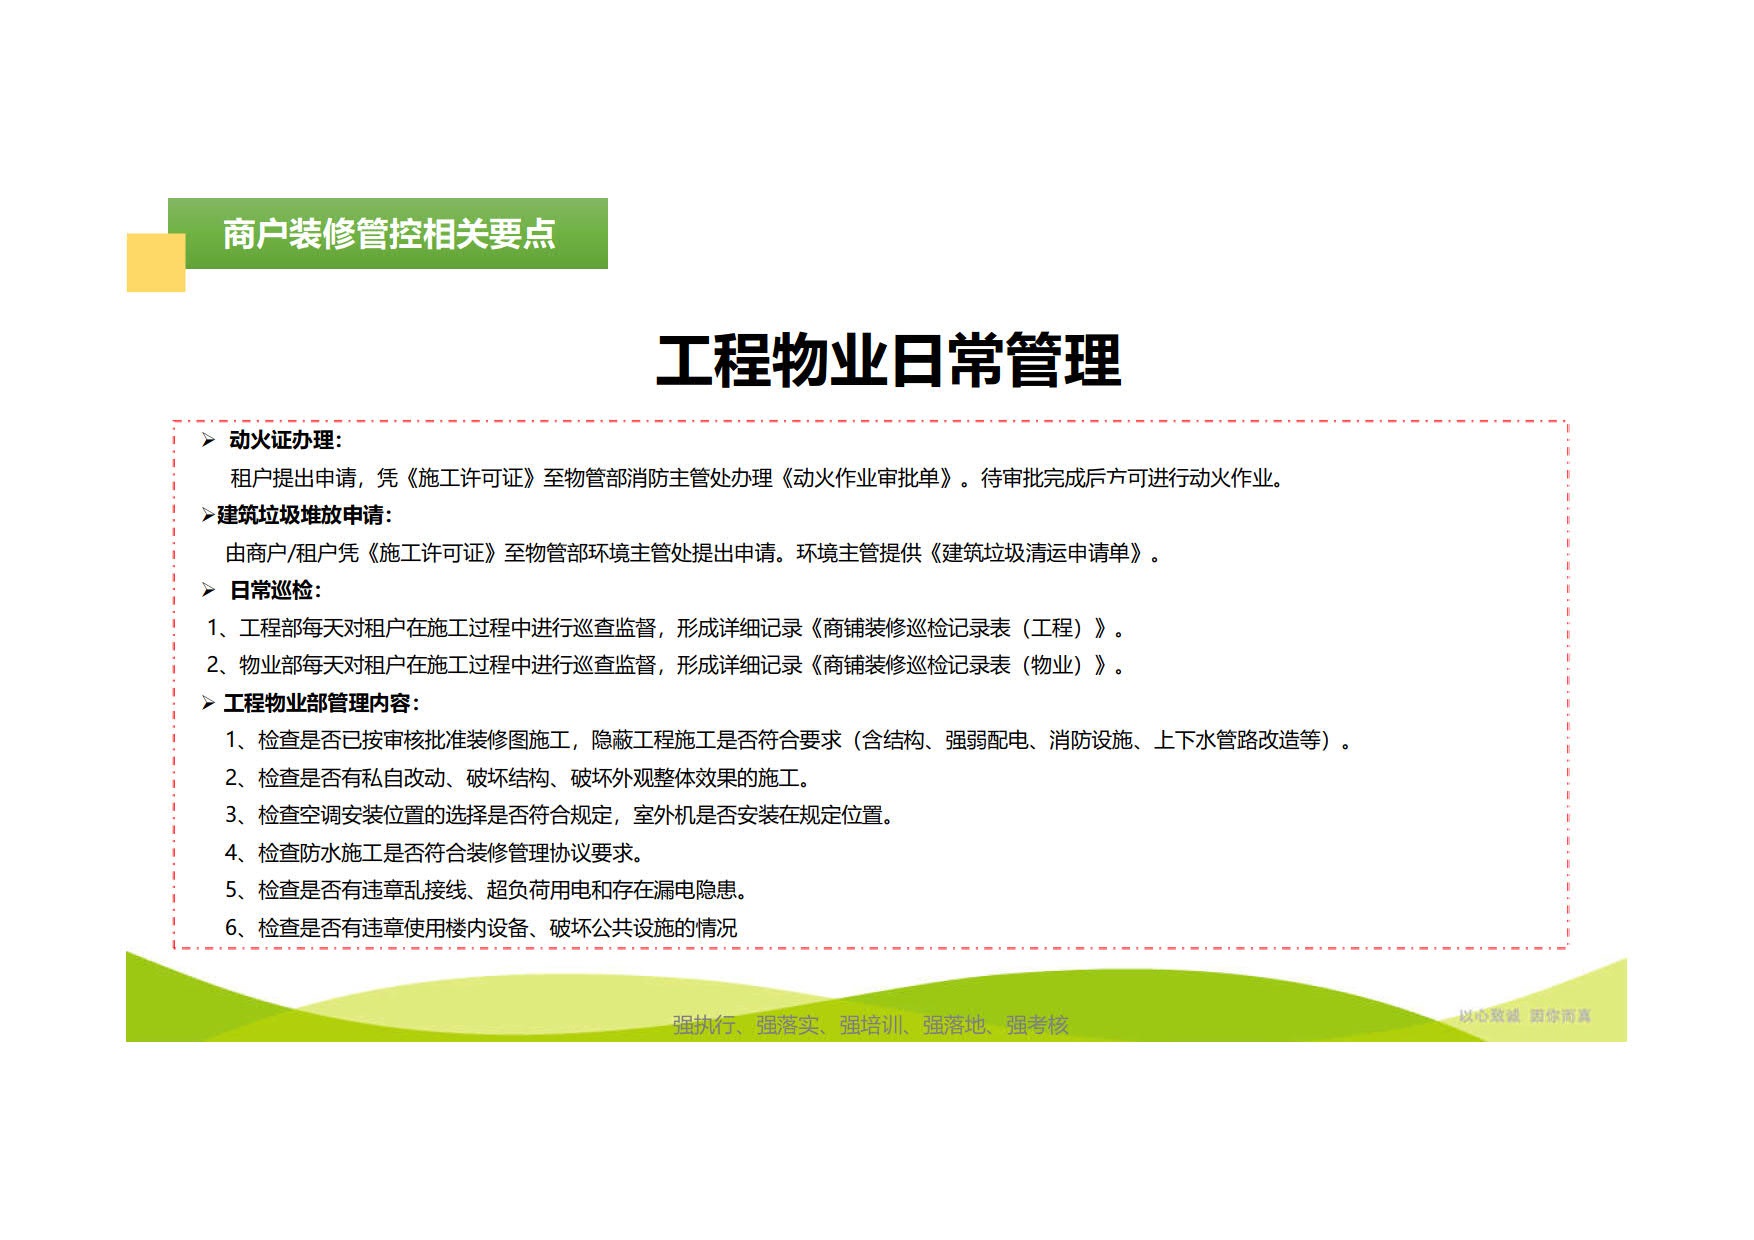 商户装修管控相关要点
工程物业日常管理
➢ 动火证办理：
租户提出申请，凭《施工许可证》至物管部消防主管处办理《动火作业审批单》。待审批完成后方可进行动火作业。
➢建筑垃圾堆放申请：
由商户/租户凭《施工许可证》至物管部环境主管处提出申请。环境主管提供《建筑垃圾清运申请单》。
➢ 日常巡检：
1、工程部每天对租户在施工过程中进行巡查监督，形成详细记录《商铺装修巡检记录表（工程）》。
2、物业部每天对租户在施工过程中进行巡查监督，形成详细记录《商铺装修巡检记录表（物业）》。
➢ 工程物业部管理内容：
1、检查是否已按审核批准装修图施工，隐蔽工程施工是否符合要求（含结构、强弱配电、消防设施、上下水管路改造等）。
2、检查是否有私自改动、破坏结构、破坏外观整体效果的施工。
3、检查空调安装位置的选择是否符合规定，室外机是否安装在规定位置。
4、检查防水施工是否符合装修管理协议要求。
5、检查是否有违章乱接线、超负荷用电和存在漏电隐患。
6、检查是否有违章使用楼内设备、破坏公共设施的情况
强执行、强落实、强培训、强落地、强考核
以心致诚 因你而真